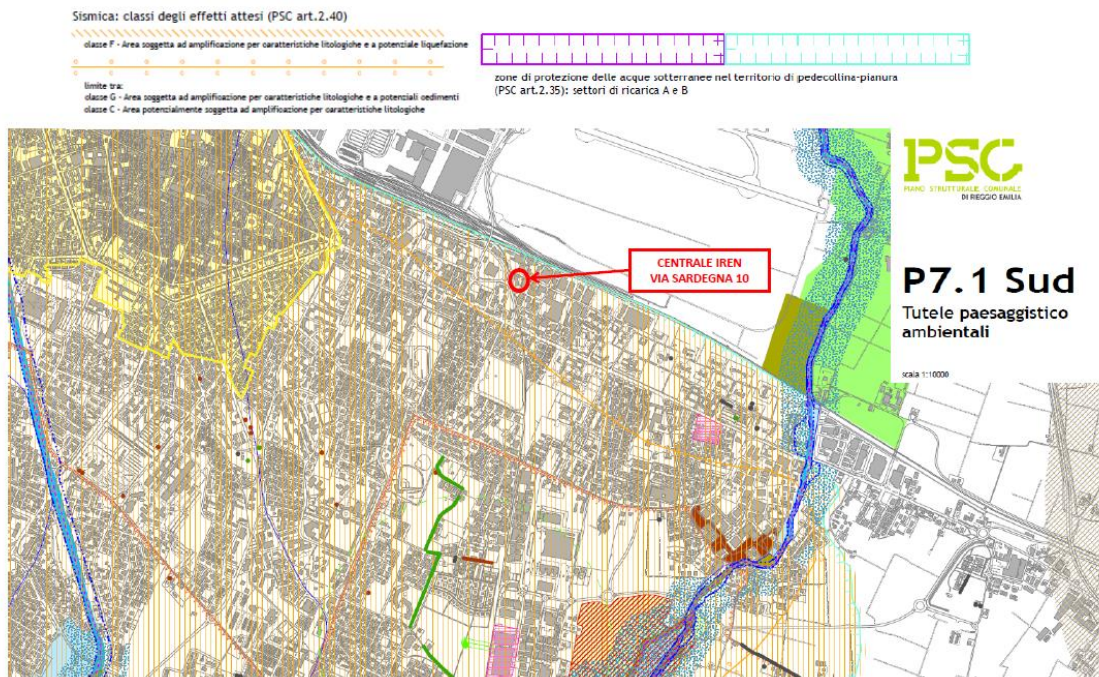 Sismica: classi degli effetti attesi (PSC art.2.40)
classe F - Area soggetta ad amplificazione per caratteristiche litologiche e a potenziale liquefazione
limite tra:
classe G - Area soggetta ad amplificazione per caratteristiche litologiche e a potenziali cedimenti
classe C - Area potenzialmente soggetta ad amplificazione per caratteristiche litologiche
zone di protezione delle acque sotterranee nel territorio di pedecollina-pianura
(PSC art.2.35): settori di ricarica A e B
PSC
PIANO STRUTTURALE COMUNALE
DI REGGIO EMILIA
CENTRALE IREN
VIA SARDEGNA 10
P7.1 Sud
Tutele paesaggistico
ambientali
scala 1:10000